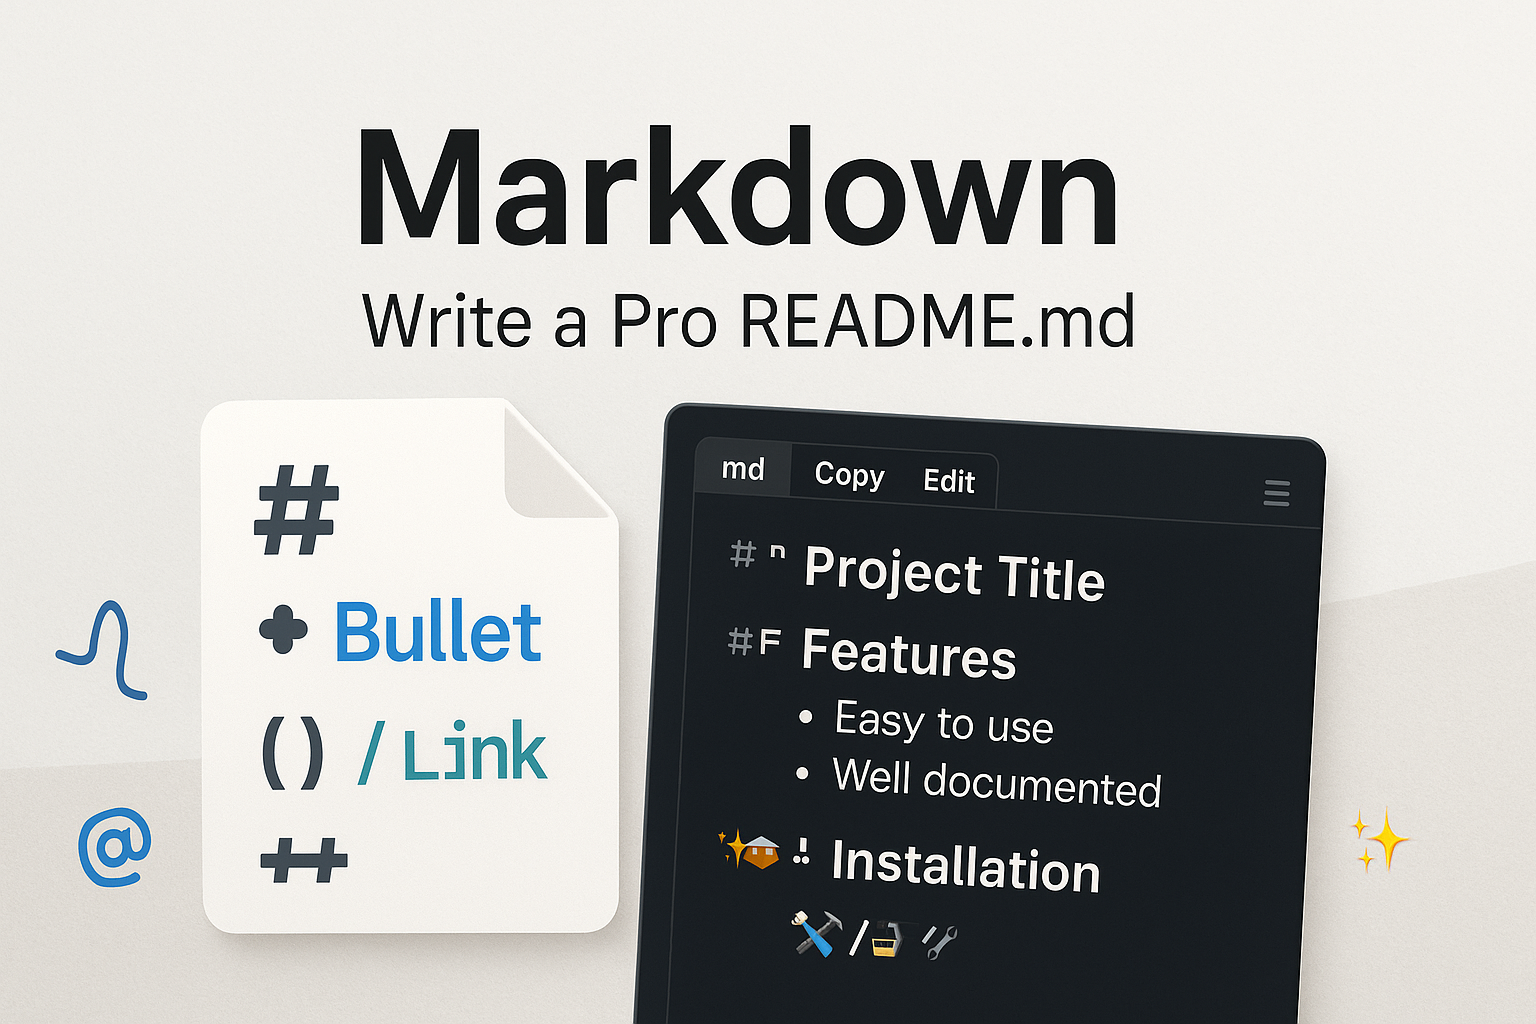 Markdown
Write a Pro README.md
#
Bullet
() / Link
@
md Copy Edit
# n Project Title
#F Features
• Easy to use
• Well documented
Installation